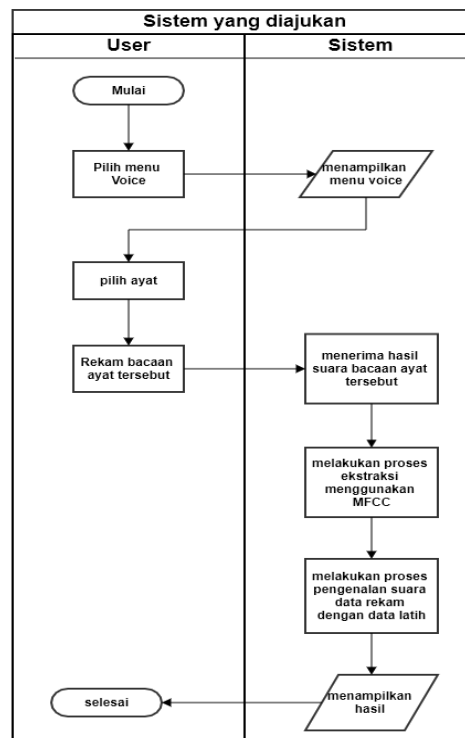 Sistem yang diajukan
User
Sistem
Mulai
Pilih menu
Voice
menampilkan
menu voice
pilih ayat
Rekam bacaan
ayat tersebut
menerima hasil
suara bacaan ayat
tersebut
melakukan proses
ekstraksi
menggunakan
MFCC
melakukan proses
pengenalan suara
data rekam
dengan data latih
menampilkan
hasil
selesai